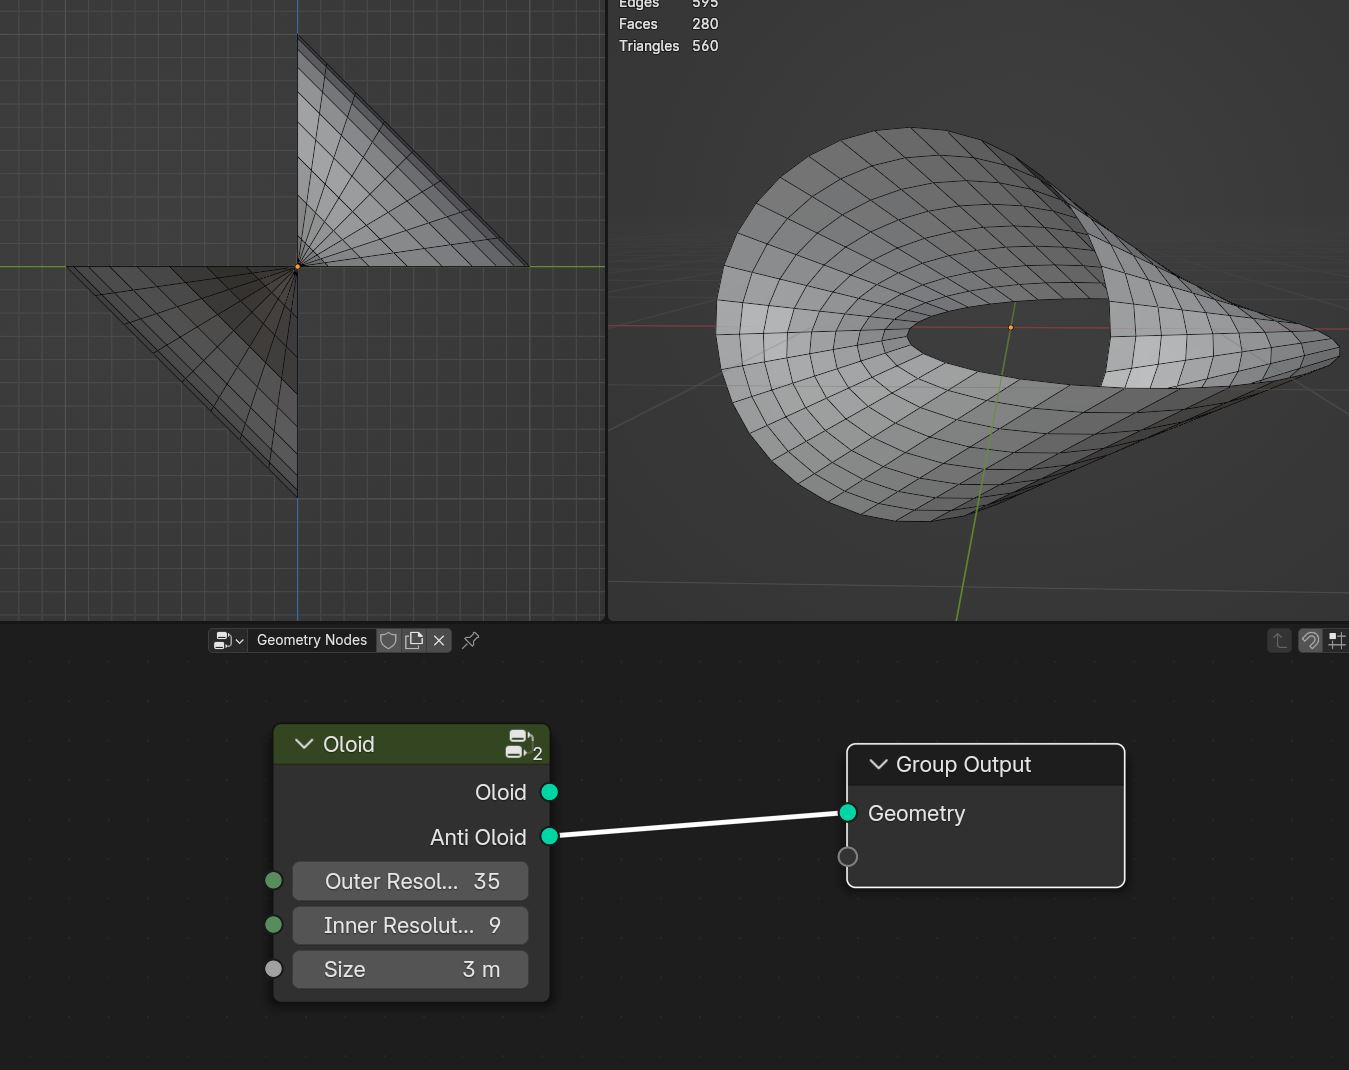 Edges 595
Faces 280
Triangles 560
Geometry Nodes
Oloid 2
Oloid
Anti Oloid
Outer Resol... 35
Inner Resolut... 9
Size 3 m
Group Output
Geometry